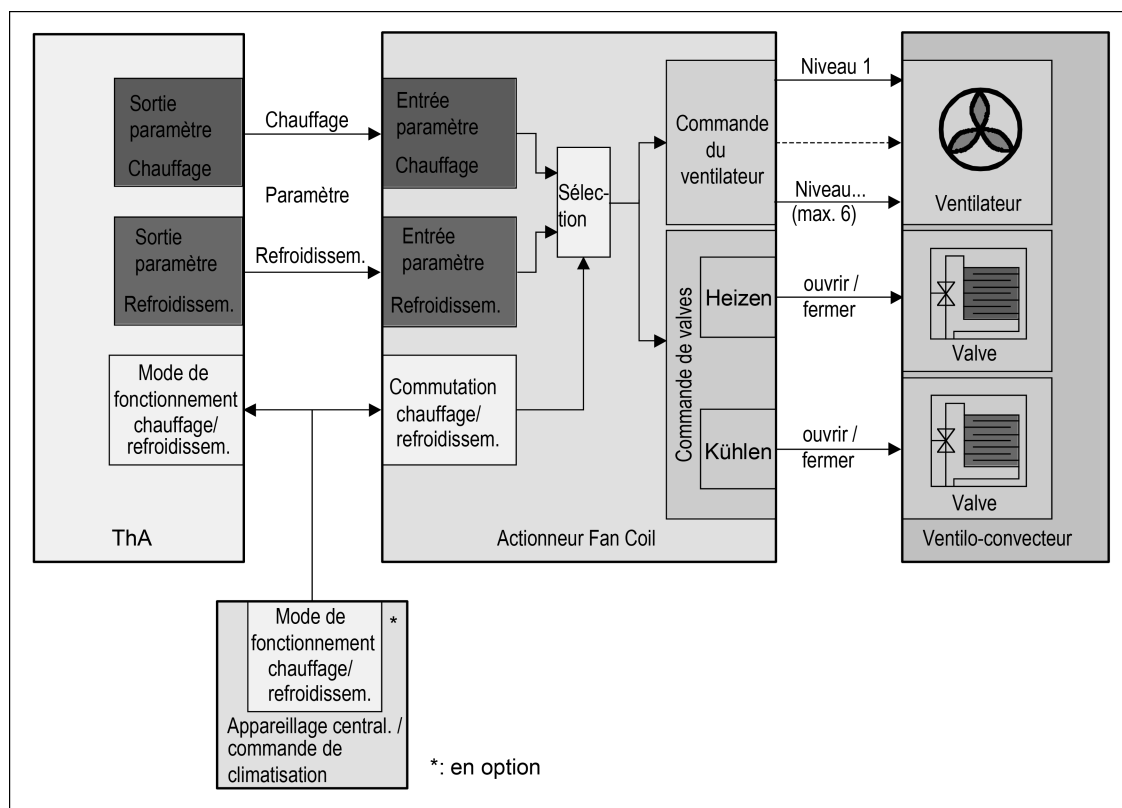 Sortie
paramètre
Chauffage
Sortie
paramètre
Refroidissem.
Mode de
fonctionnement
chauffage/
refroidissem.
ThA
Chauffage
Paramètre
Refroidissem.
Entrée
paramètre
Chauffage
Entrée
paramètre
Refroidissem.
Commutation
chauffage/
refroidissem.
Sélec-
tion
Commande
du
ventilateur
Commande de valves
Heizen
Kühlen
Actionneur Fan Coil
Niveau 1
Niveau...
(max. 6)
ouvrir /
fermer
ouvrir /
fermer
Ventilateur
Valve
Valve
Ventilo-convecteur
Mode de
fonctionnement
chauffage/
refroidissem.
*
Appareillage central. /
commande de
climatisation
*: en option